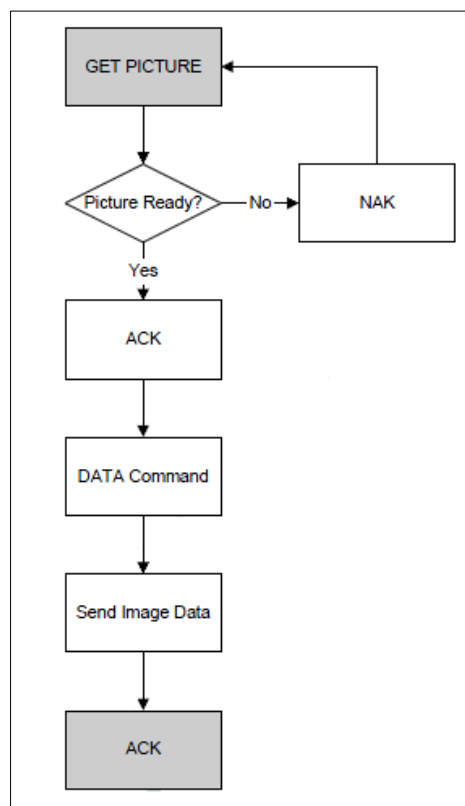 GET PICTURE
Picture Ready?
No
NAK
Yes
ACK
DATA Command
Send Image Data
ACK